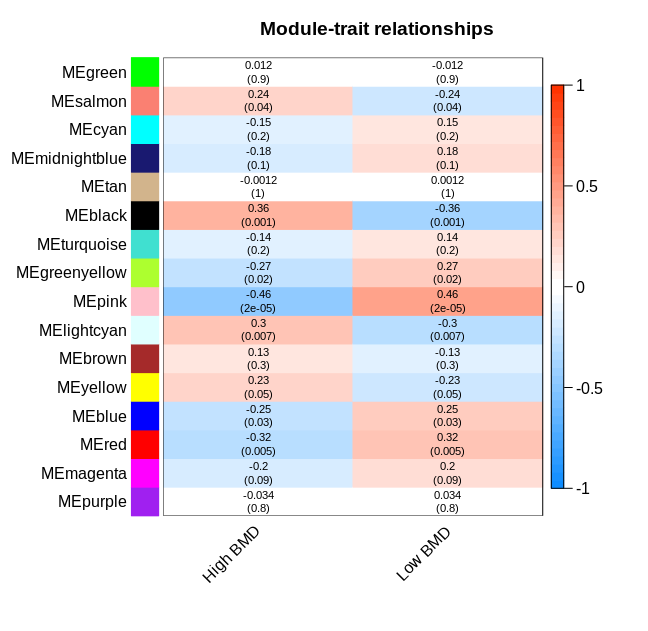 Module-trait relationships
MEgreen 0.012 -0.012
(0.9) (0.9)
MEsalmon 0.24 -0.24
(0.04) (0.04)
MEcyan -0.15 0.15
(0.2) (0.2)
MEmidnightblue -0.18 0.18
(0.1) (0.1)
MEtan -0.0012 0.0012
(1) (1)
MEblack 0.36 -0.36
(0.001) (0.001)
MEturquoise -0.14 0.14
(0.2) (0.2)
MEgreenyellow -0.27 0.27
(0.02) (0.02)
MEpink -0.46 0.46
(2e-05) (2e-05)
MElightcyan 0.3 -0.3
(0.007) (0.007)
MEbrown 0.13 -0.13
(0.3) (0.3)
MEyellow 0.23 -0.23
(0.05) (0.05)
MEblue -0.25 0.25
(0.03) (0.03)
MEred -0.32 0.32
(0.005) (0.005)
MEmagenta -0.2 0.2
(0.09) (0.09)
MEpurple -0.034 0.034
(0.8) (0.8)
High BMD
Low BMD
1
0.5
0
-0.5
-1